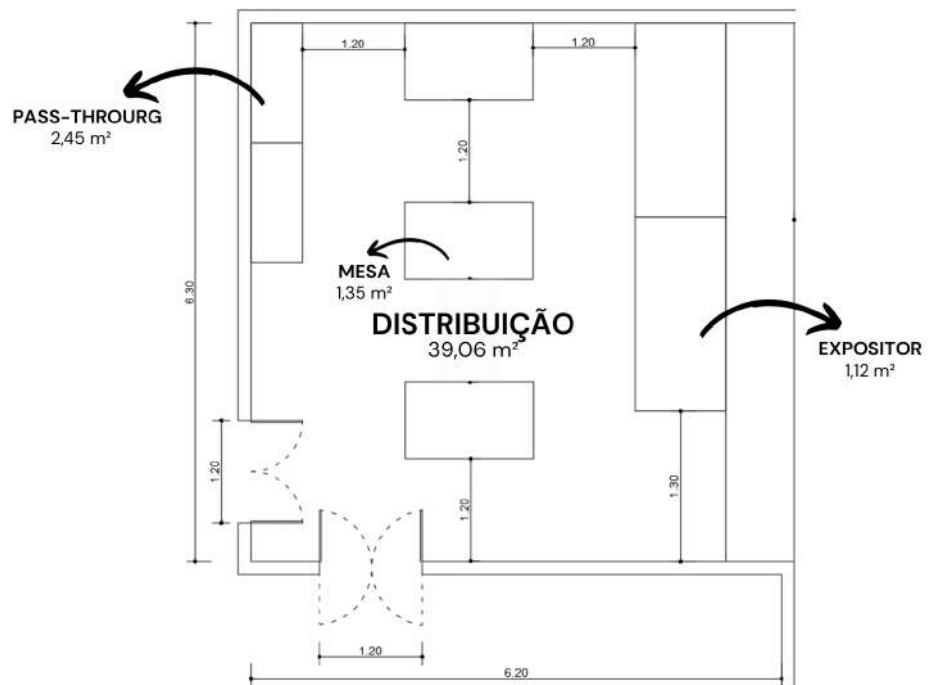 1.20
1.20
PASS-THROURG
2,45 m²
1.20
MESA
1,35 m²
6.30
DISTRIBUIÇÃO
39,06 m²
EXPOSITOR
1,12 m²
1.20
1.20
1.30
1.20
6.20